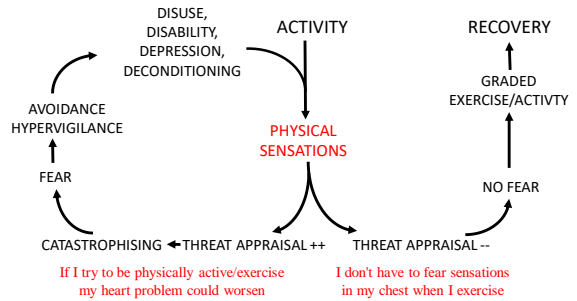 DISUSE,
DISABILITY,
DEPRESSION,
DECONDITIONING
ACTIVITY
RECOVERY
GRADED
EXERCISE/ACTIVTY
AVOIDANCE
HYPERVIGILANCE
PHYSICAL
SENSATIONS
FEAR
NO FEAR
CATASTROPHISING
THREAT APPRAISAL ++
THREAT APPRAISAL --
If I try to be physically active/exercise
my heart problem could worsen
I don't have to fear sensations
in my chest when I exercise